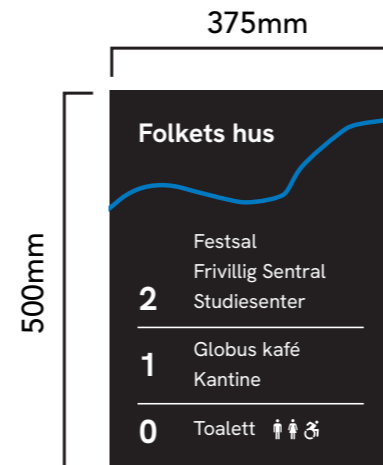 375mm
500mm
Folkets hus
Festsal
Frivillig Sentral
2 Studiesenter
1 Globus kafé
Kantine
0 Toalett